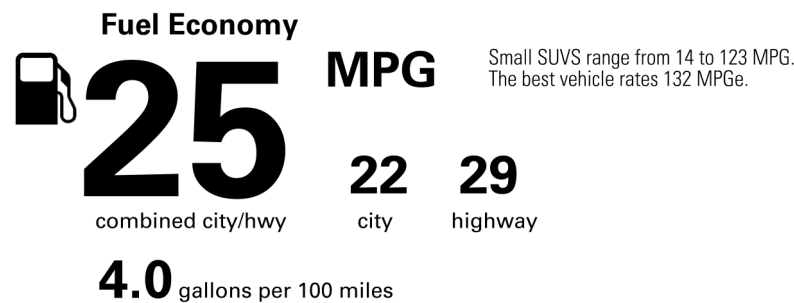 Fuel Economy
25
MPG
Small SUVS range from 14 to 123 MPG.
The best vehicle rates 132 MPGe.
combined city/hwy
22
city
29
highway
4.0 gallons per 100 miles